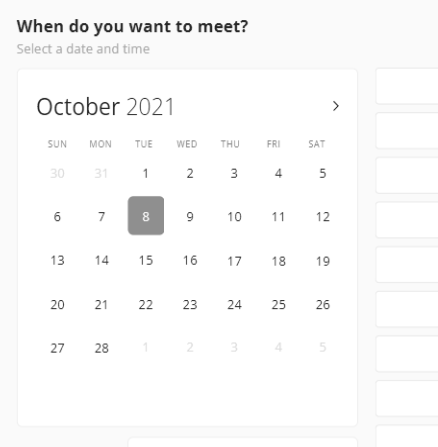 When do you want to meet?
Select a date and time
October 2021
SUN MON TUE WED THU FRI SAT
30 31 1 2 3 4 5
6 7 8 9 10 11 12
13 14 15 16 17 18 19
20 21 22 23 24 25 26
27 28 1 2 3 4 5